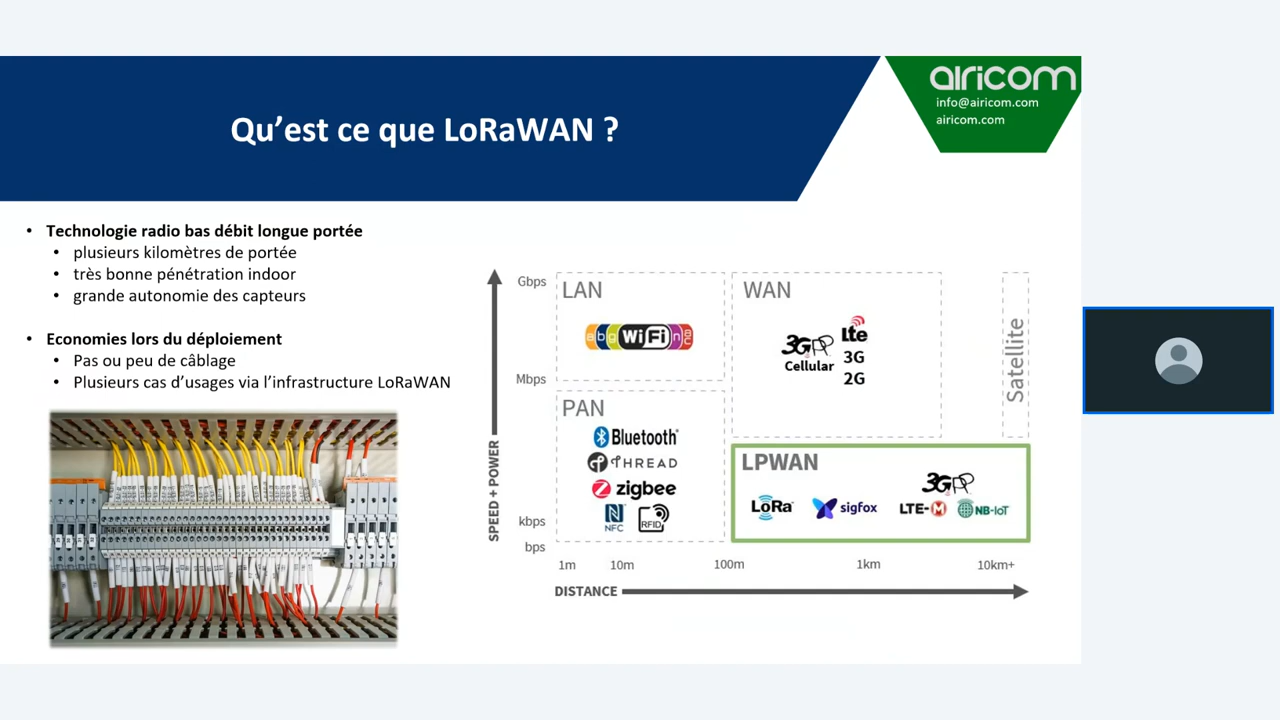 airicom
info@airicom.com
airicom.com
Qu’est ce que LoRaWAN ?
• Technologie radio bas débit longue portée
• plusieurs kilomètres de portée
• très bonne pénétration indoor
• grande autonomie des capteurs
• Economies lors du déploiement
• Pas ou peu de câblage
• Plusieurs cas d’usages via l’infrastructure LoRaWAN
SPEED + POWER
Gbps
Mbps
kbps
bps
LAN
abg WiFi n ac
WAN
3GPP
Cellular
Lte
3G
2G
Satellite
PAN
Bluetooth
THREAD
zigbee
NFC
RFID
LPWAN
LoRa
sigfox
3GPP
LTE-M
NB-IoT
1m
10m
100m
1km
10km+
DISTANCE